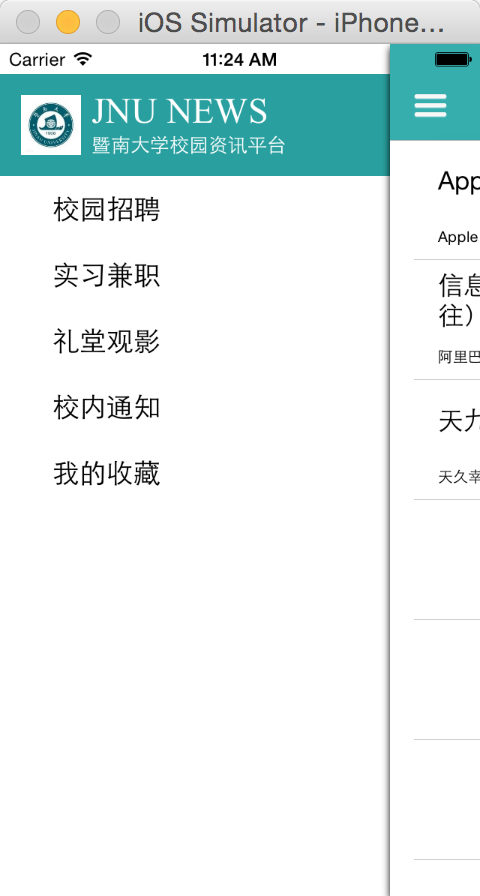 iOS Simulator - iPhone...
Carrier
11:24 AM
JNU NEWS
暨南大学校园资讯平台
校园招聘
实习兼职
礼堂观影
校内通知
我的收藏
App
Apple
信息
往）
阿里巴
天九
天久幸